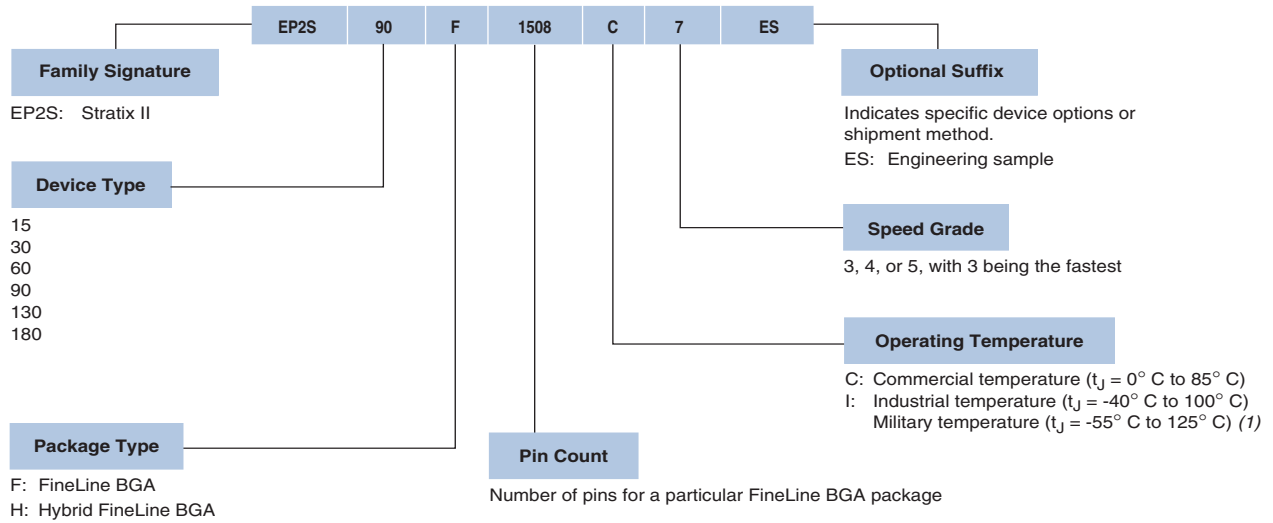 EP2S 90 F 1508 C 7 ES
Family Signature
EP2S: Stratix II
Device Type
15
30
60
90
130
180
Package Type
F: FineLine BGA
H: Hybrid FineLine BGA
Pin Count
Number of pins for a particular FineLine BGA package
Optional Suffix
Indicates specific device options or
shipment method.
ES: Engineering sample
Speed Grade
3, 4, or 5, with 3 being the fastest
Operating Temperature
C: Commercial temperature (tJ = 0° C to 85° C)
I: Industrial temperature (tJ = -40° C to 100° C)
Military temperature (tJ = -55° C to 125° C) (1)